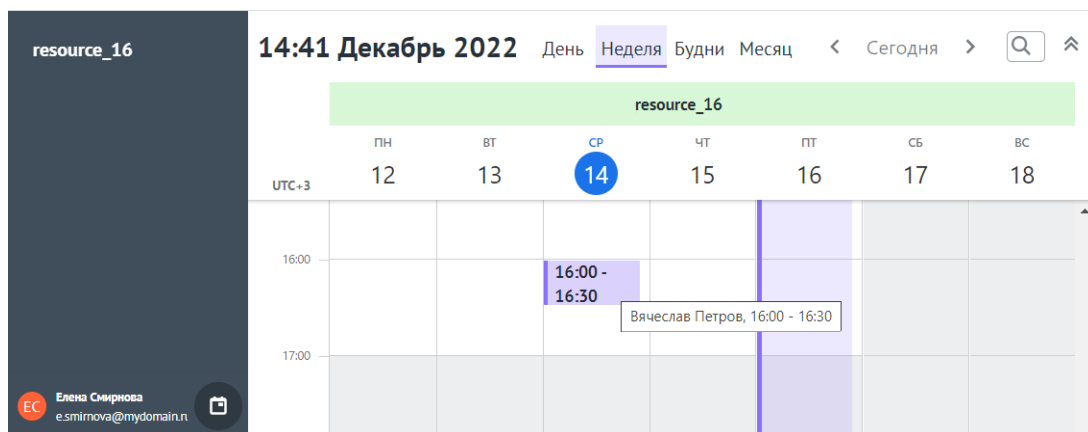 resource_16
14:41 Декабрь 2022 День Неделя Будни Месяц < Сегодня >
resource_16
ПН ВТ СР ЧТ ПТ СБ ВС
UTC+3 12 13 14 15 16 17 18
16:00
16:00 -
16:30
Вячеслав Петров, 16:00 - 16:30
17:00
ЕС
Елена Смирнова
e.smirnova@mydomain.ru